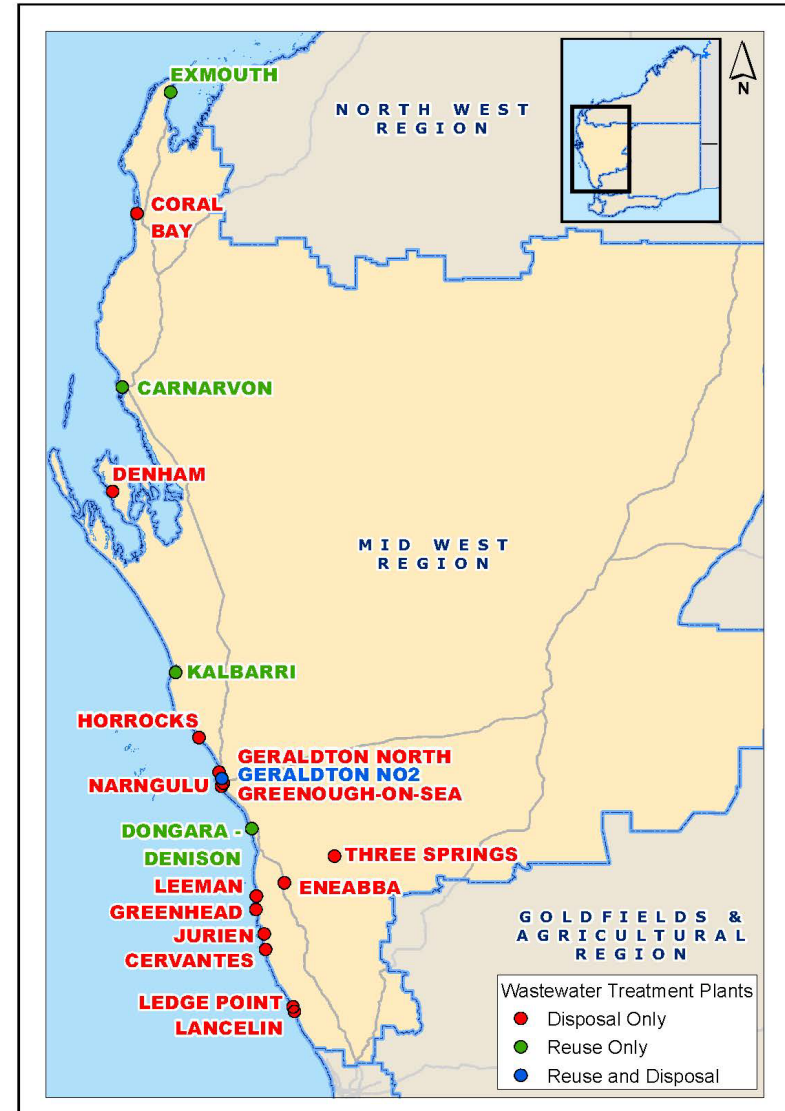 EXMOUTH
NORTH WEST
REGION
N
CORAL
BAY
CARNARVON
DENHAM
MID WEST
REGION
KALBARRI
HORROCKS
GERALDTON NORTH
GERALDTON NO2
NARNGULU
GREENOUGH-ON-SEA
DONGARA -
DENISON
THREE SPRINGS
LEEMAN
ENEABBA
GREENHEAD
JURIEN
CERVANTES
GOLDFIELDS &
AGRICULTURAL
REGION
LEDGE POINT
LANCELIN
Wastewater Treatment Plants
Disposal Only
Reuse Only
Reuse and Disposal